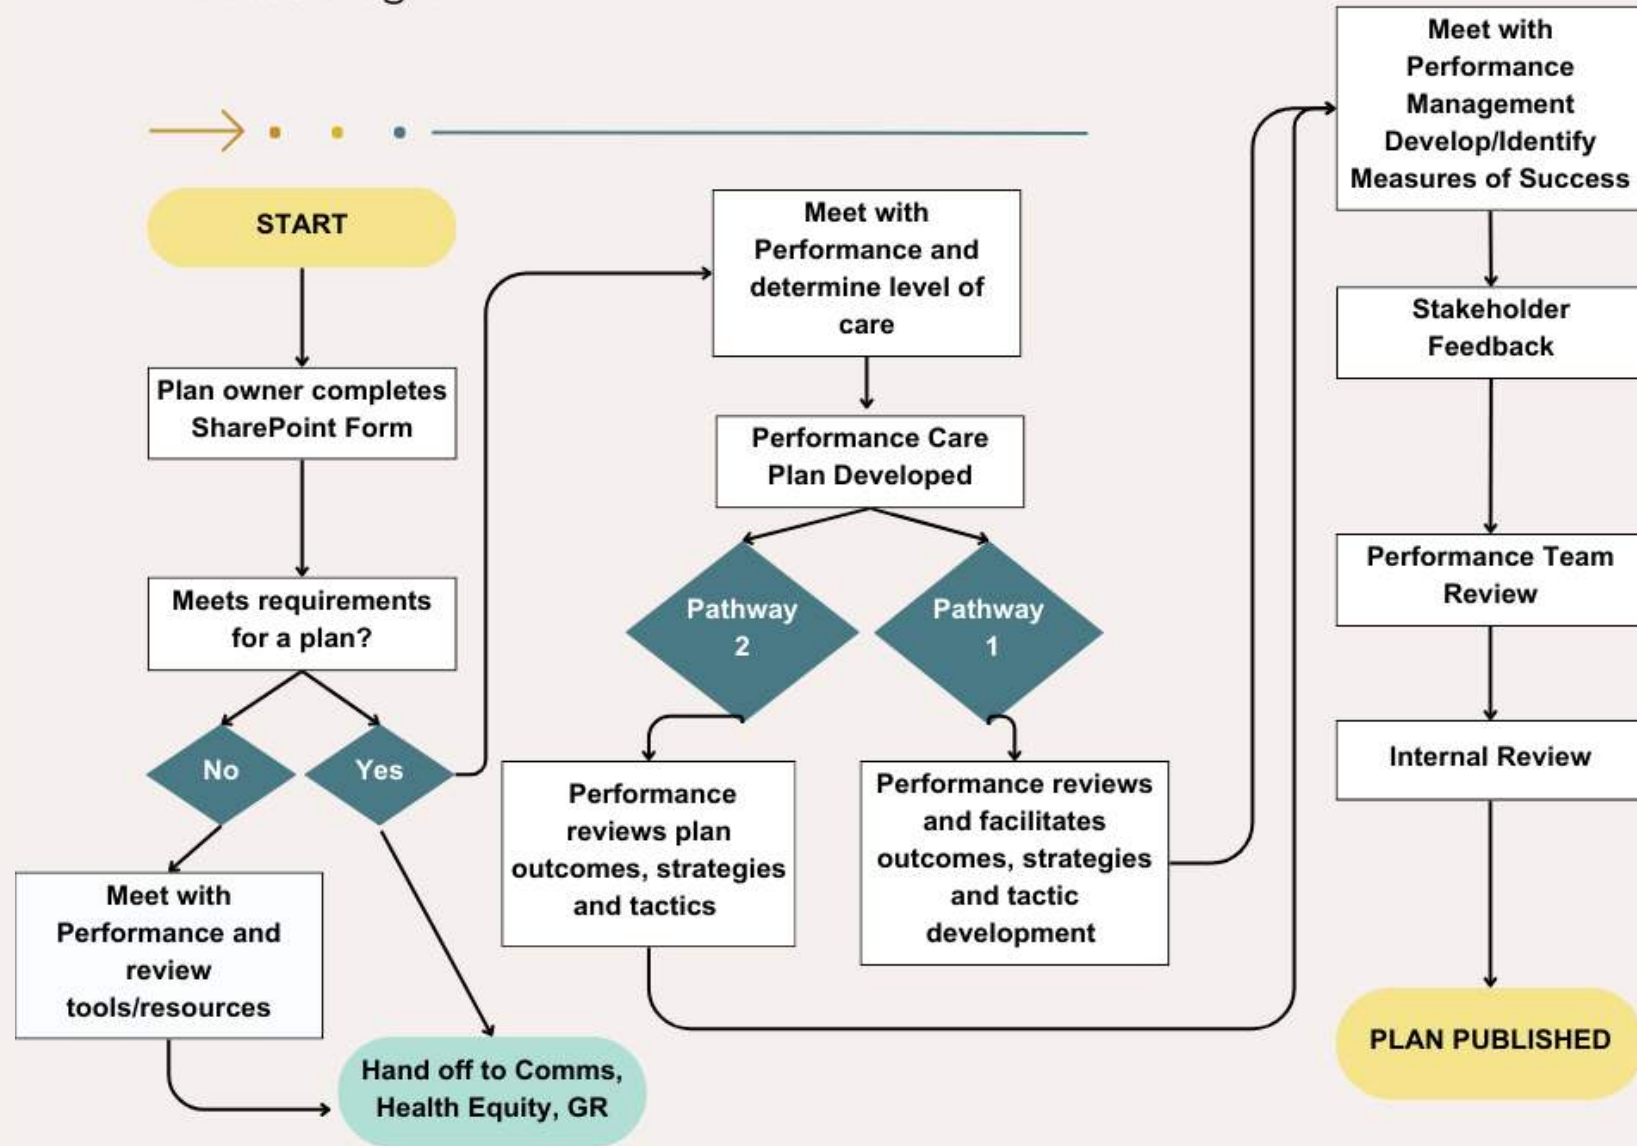 START
Plan owner completes
SharePoint Form
Meets requirements
for a plan?
No
Yes
Meet with
Performance and
review
tools/resources
Hand off to Comms,
Health Equity, GR
Meet with
Performance and
determine level of
care
Performance Care
Plan Developed
Pathway
2
Pathway
1
Performance
reviews plan
outcomes, strategies
and tactics
Performance reviews
and facilitates
outcomes, strategies
and tactic
development
Meet with
Performance
Management
Develop/Identify
Measures of Success
Stakeholder
Feedback
Performance Team
Review
Internal Review
PLAN PUBLISHED